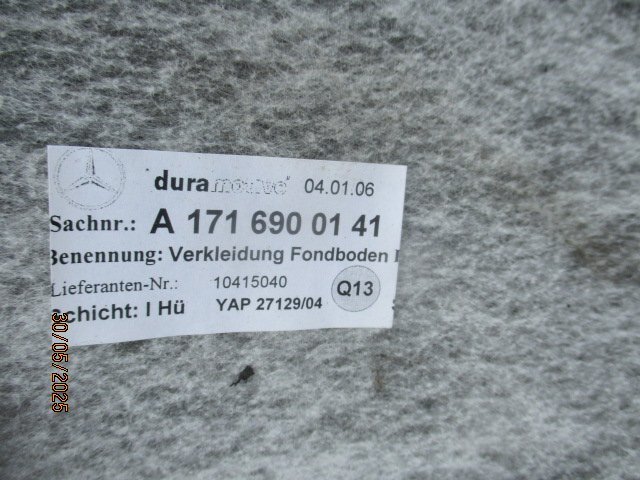 duramotive 04.01.06
Sachnr.: A 171 690 01 41
Benennung: Verkleidung Fondboden
Lieferanten-Nr.: 10415040
Schicht: I Hü YAP 27129/04 Q13
30/05/2025